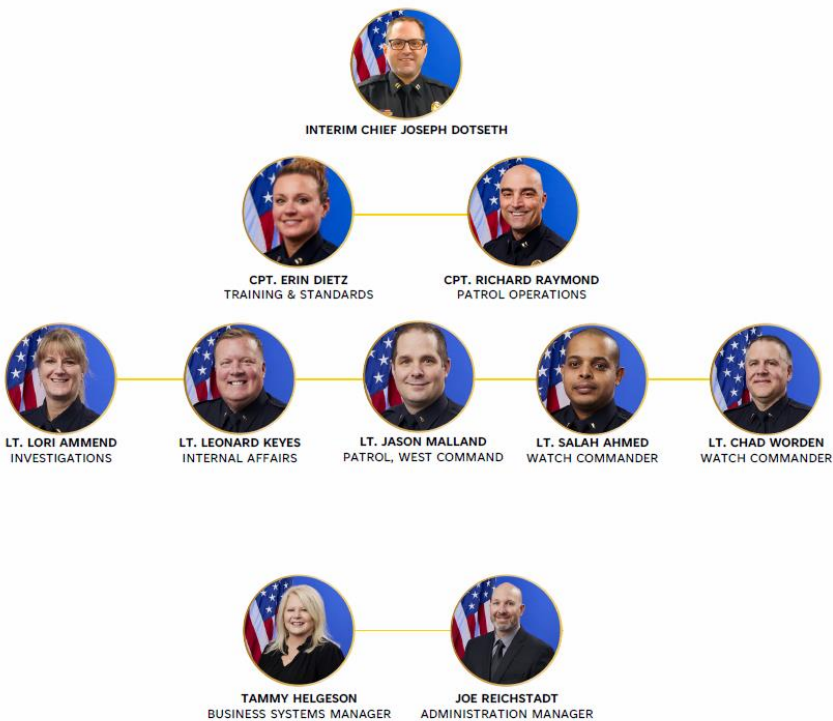 INTERIM CHIEF JOSEPH DOTSETH
CPT. ERIN DIETZ
TRAINING & STANDARDS
CPT. RICHARD RAYMOND
PATROL OPERATIONS
LT. LORI AMMEND
INVESTIGATIONS
LT. LEONARD KEYES
INTERNAL AFFAIRS
LT. JASON MALLAND
PATROL, WEST COMMAND
LT. SALAH AHMED
WATCH COMMANDER
LT. CHAD WORDEN
WATCH COMMANDER
TAMMY HELGESON
BUSINESS SYSTEMS MANAGER
JOE REICHSTADT
ADMINISTRATION MANAGER